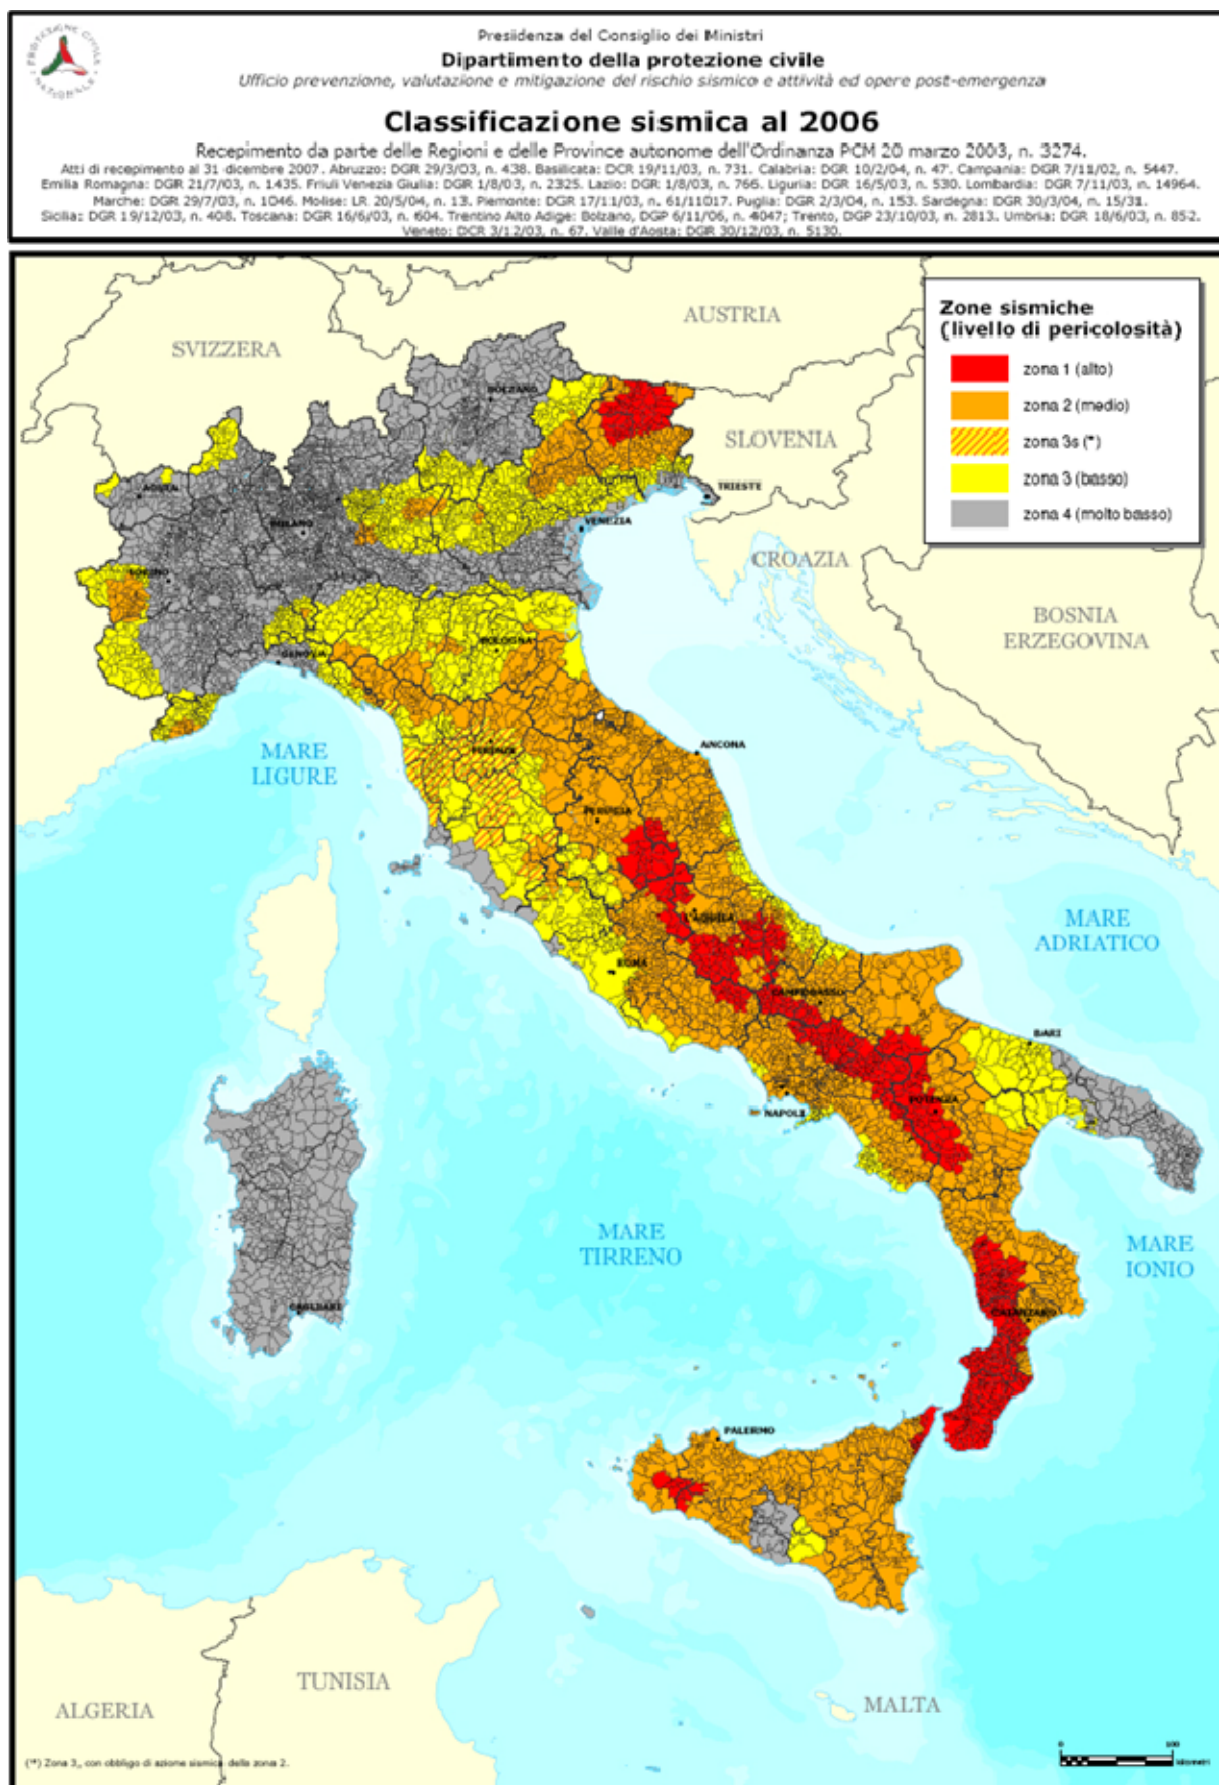 PROTEZIONE CIVILE NAZIONALE
Presidenza del Consiglio dei Ministri
Dipartimento della protezione civile
Ufficio prevenzione, valutazione e mitigazione del rischio sismico e attività ed opere post-emergenza
Classificazione sismica al 2006
Recepimento da parte delle Regioni e delle Province autonome dell'Ordinanza PCM 20 marzo 2003, n. 3274.
Atti di recepimento al 31 dicembre 2007. Abruzzo: DGR 29/3/03, n. 438. Basilicata: DCR 19/11/03, n. 731. Calabria: DGR 10/2/04, n. 47. Campania: DGR 7/11/02, n. 5447.
Emilia Romagna: DGR 21/7/03, n. 1435. Friuli Venezia Giulia: DGR 1/8/03, n. 2325. Lazio: DGR 1/8/03, n. 766. Liguria: DGR 16/5/03, n. 530. Lombardia: DGR 7/11/03, n. 14964.
Marche: DGR 29/7/03, n. 1046. Molise: LR 20/5/04, n. 13. Piemonte: DGR 17/11/03, n. 61/11017. Puglia: DGR 2/3/04, n. 153. Sardegna: DGR 30/3/04, n. 15/31.
Sicilia: DGR 19/12/03, n. 408. Toscana: DGR 16/6/03, n. 604. Trentino Alto Adige: Bolzano, DGP 6/11/06, n. 4047; Trento, DGP 23/10/03, n. 2813. Umbria: DGR 18/6/03, n. 852.
Veneto: DCR 3/12/03, n. 67. Valle d'Aosta: DGR 30/12/03, n. 5130.
Zone sismiche
(livello di pericolosità)
zona 1 (alto)
zona 2 (medio)
zona 3s (*)
zona 3 (basso)
zona 4 (molto basso)
AUSTRIA
SVIZZERA
BOLZANO
SLOVENIA
AOSTA
TRIESTE
MILANO
VENEZIA
CROAZIA
TORINO
BOSNIA
ERZEGOVINA
BOLOGNA
GENOVA
MARE
LIGURE
FIRENZE
ANCONA
PERUGIA
L'AQUILA
MARE
ADRIATICO
ROMA
CAMPOBASSO
BARI
NAPOLI
POTENZA
MARE
TIRRENO
MARE
IONIO
CAGLIARI
CATANZARO
PALERMO
TUNISIA
ALGERIA
MALTA
(*) Zona 3, con obbligo di azione sismica della zona 2.
0 100
kilometri